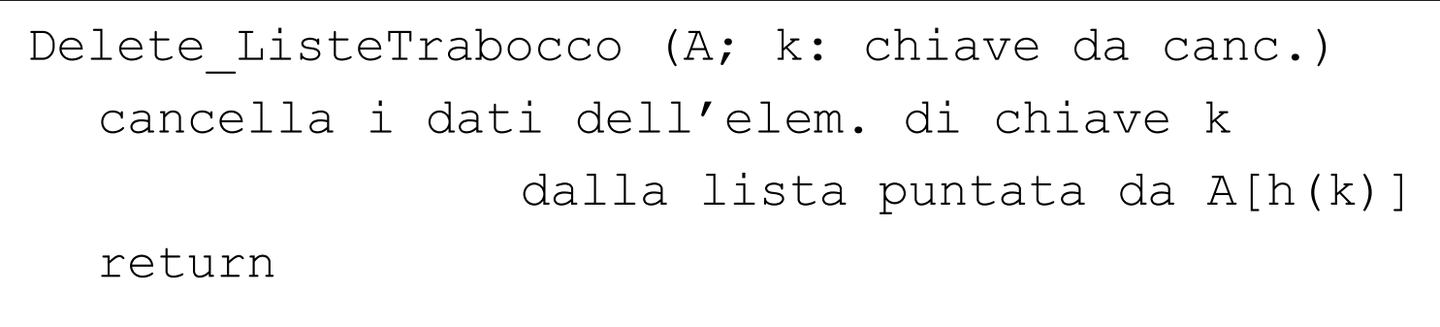 Delete_ListeTrabocco (A; k: chiave da canc.)
cancella i dati dell’elem. di chiave k
dalla lista puntata da A[h(k)]
return